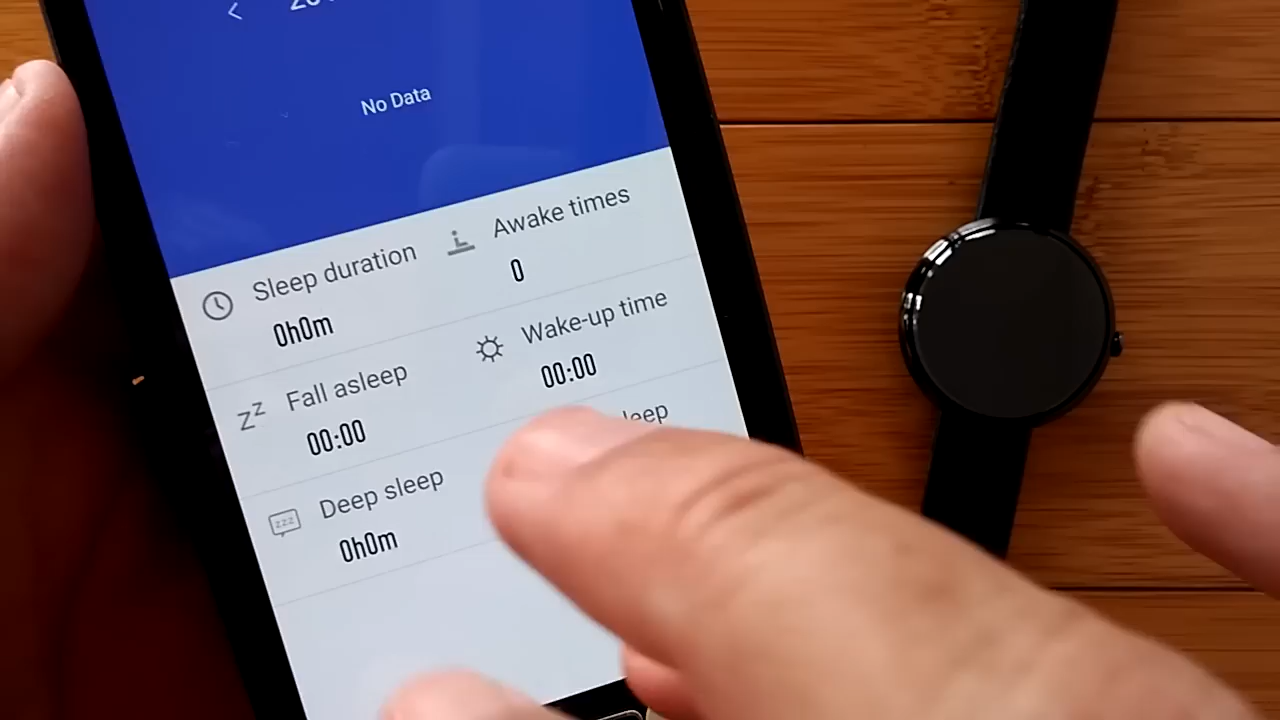 No Data
Sleep duration
0h0m
Awake times
0
Fall asleep
00:00
Wake-up time
00:00
Deep sleep
0h0m